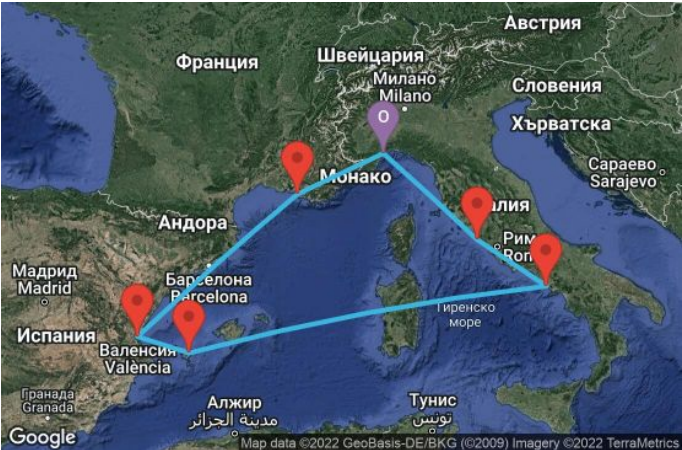 Австрия
Франция
Швейцария
Милано
Milano
Словения
Хърватска
O
Монако
Сараево
Sarajevo
алия
Андора
Рим
Rom
Мадрид
Madrid
Барселона
Barcelona
Тиренско
море
Испания
Валенсия
València
Гранада
Granada
Алжир
مدينة الجزائر
Тунис
تونس
Google
Map data ©2022 GeoBasis-DE/BKG (©2009) Imagery ©2022 TerraMetrics